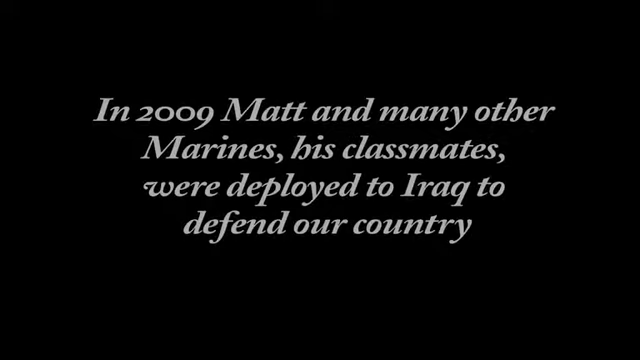 In 2009 Matt and many other
Marines, his classmates,
were deployed to Iraq to
defend our country